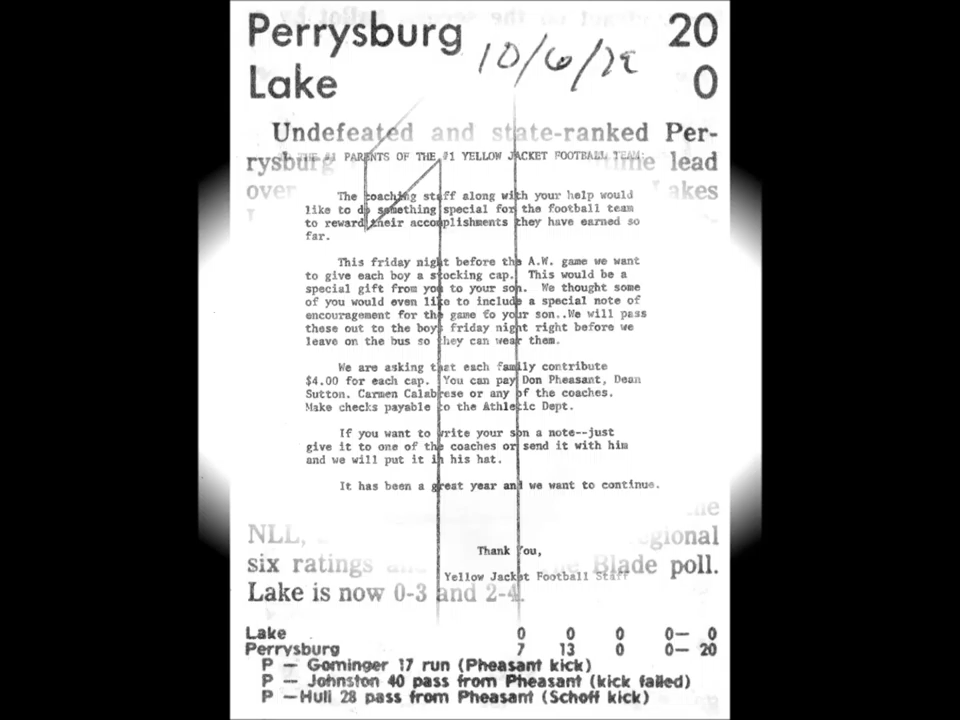 Perrysburg 20
10/6/79
Lake 0
Undefeated and state-ranked Per-
rysburg time lead
THE #1 PARENTS OF THE #1 YELLOW JACKET FOOTBALL TEAM:
over Lakes
The coaching staff along with your help would
like to do something special for the football team
to reward their accomplishments they have earned so
far.
This friday night before the A.W. game we want
to give each boy a stocking cap. This would be a
special gift from you to your son. We thought some
of you would even like to include a special note of
encouragement for the game fo your son..We will pass
these out to the boys friday night right before we
leave on the bus so they can wear them.
We are asking that each family contribute
$4.00 for each cap. You can pay Don Pheasant, Dean
Sutton. Carmen Calabrese or any of the coaches.
Make checks payable to the Athletic Dept.
If you want to write your son a note--just
give it to one of the coaches or send it with him
and we will put it in his hat.
It has been a great year and we want to continue.
NLL, regional
Thank You,
six ratings and Blade poll.
Yellow Jacket Football Staff
Lake is now 0-3 and 2-4.
Lake 0 0 0 0— 0
Perrysburg 7 13 0 0— 20
P — Gominger 17 run (Pheasant kick)
P — Johnston 40 pass from Pheasant (kick failed)
P —Hull 28 pass from Pheasant (Schoff kick)